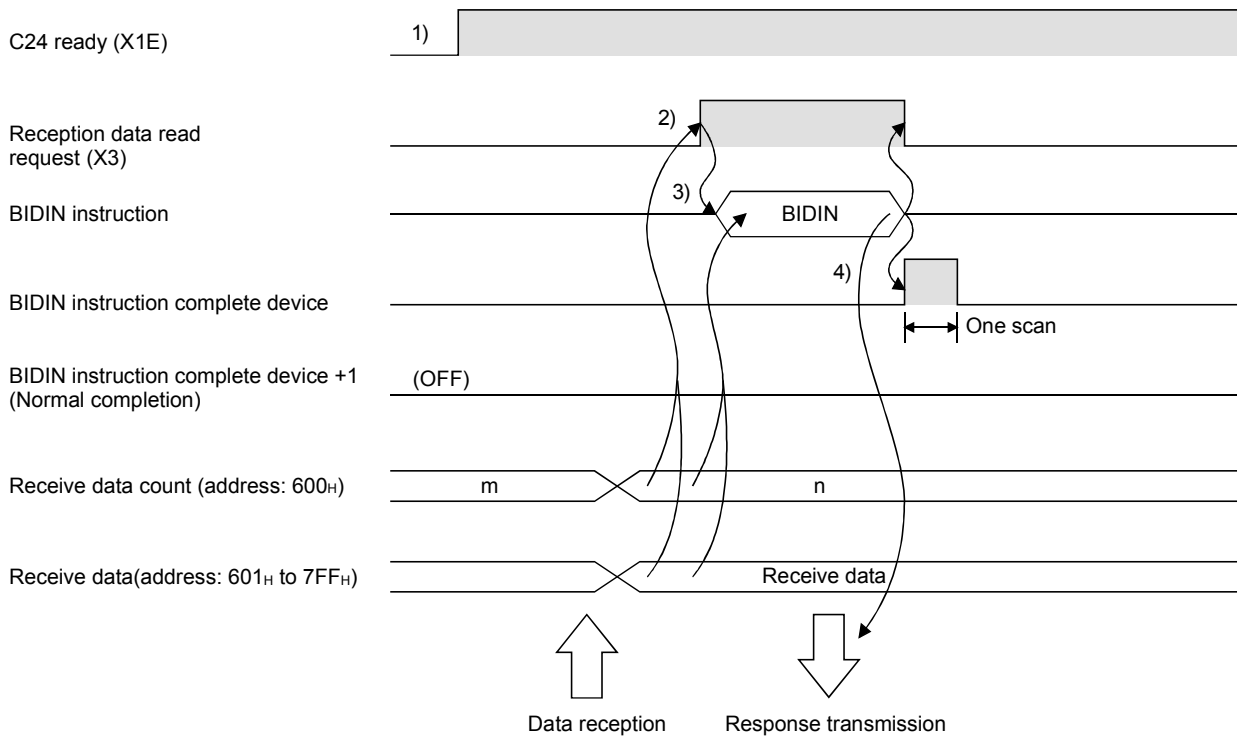 C24 ready (X1E)
1)
Reception data read
request (X3)
2)
BIDIN instruction
3)
BIDIN
4)
BIDIN instruction complete device
One scan
BIDIN instruction complete device +1
(Normal completion)
(OFF)
Receive data count (address: 600H)
m
n
Receive data(address: 601H to 7FFH)
Receive data
Data reception
Response transmission